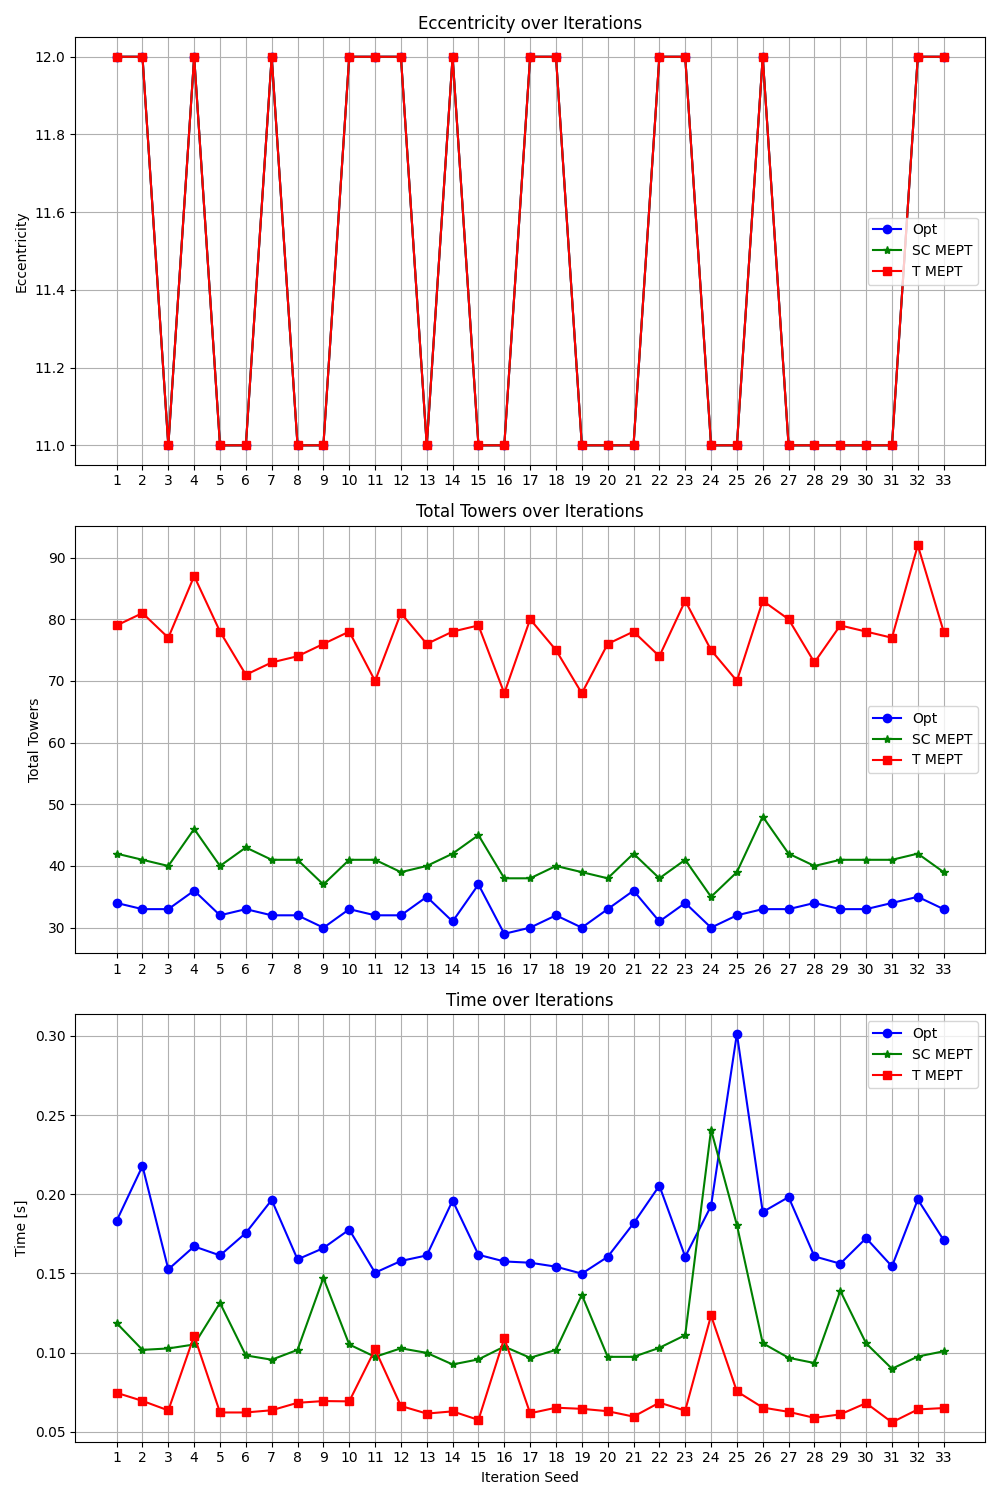 Eccentricity over Iterations
12.0
11.8
11.6
11.4
11.2
11.0
Eccentricity
Opt
SC MEPT
T MEPT
1 2 3 4 5 6 7 8 9 10 11 12 13 14 15 16 17 18 19 20 21 22 23 24 25 26 27 28 29 30 31 32 33
Total Towers over Iterations
90
80
70
60
50
40
30
Total Towers
Opt
SC MEPT
T MEPT
1 2 3 4 5 6 7 8 9 10 11 12 13 14 15 16 17 18 19 20 21 22 23 24 25 26 27 28 29 30 31 32 33
Time over Iterations
0.30
0.25
0.20
0.15
0.10
0.05
Time [s]
Opt
SC MEPT
T MEPT
1 2 3 4 5 6 7 8 9 10 11 12 13 14 15 16 17 18 19 20 21 22 23 24 25 26 27 28 29 30 31 32 33
Iteration Seed